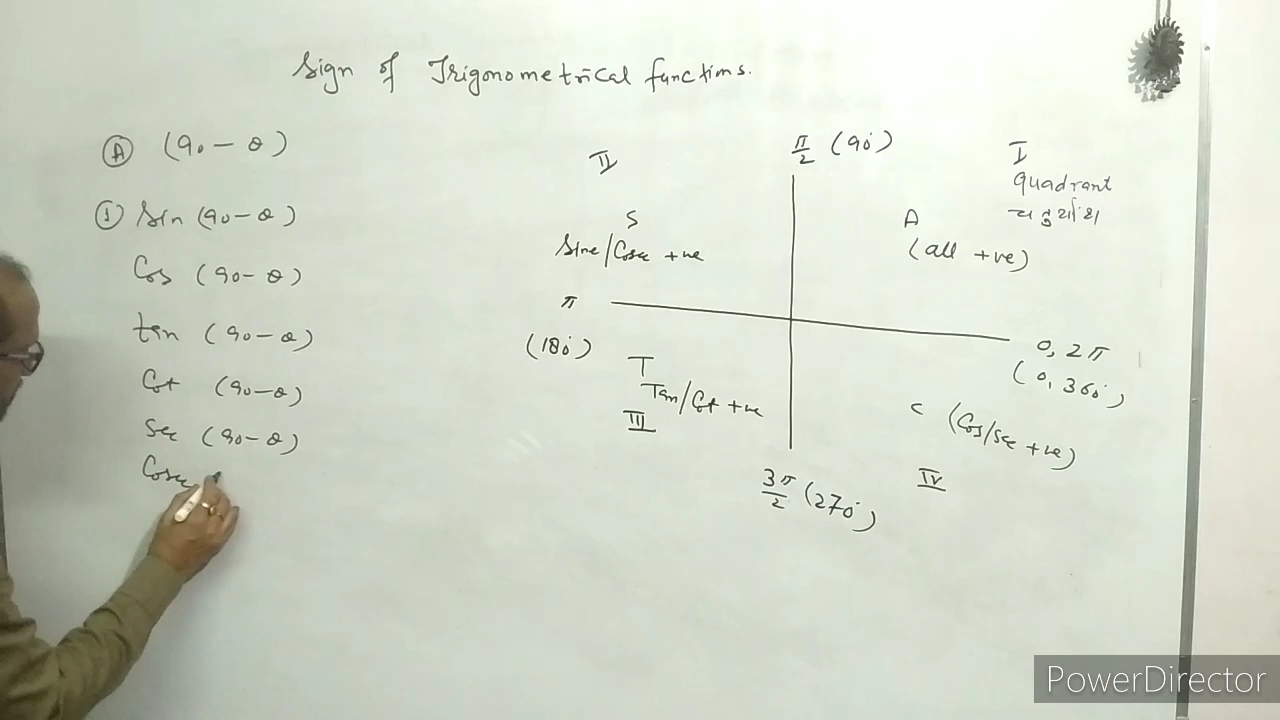 Sign of Trigonometrical functions.
Ⓐ (90 - θ)
① Sin (90 - θ)
Cos (90 - θ)
tan (90 - θ)
Cot (90 - θ)
Sec (90 - θ)
Cosec
π/2 (90°)
II
I
quadrant
ચતુર્થાંશ
S
Sine/Cosec +ve
A
(all +ve)
π
(180°)
0, 2π
(0, 360°)
T
Tan/Cot +ve
III
C (Cos/sec +ve)
IV
3π/2 (270°)
PowerDirector